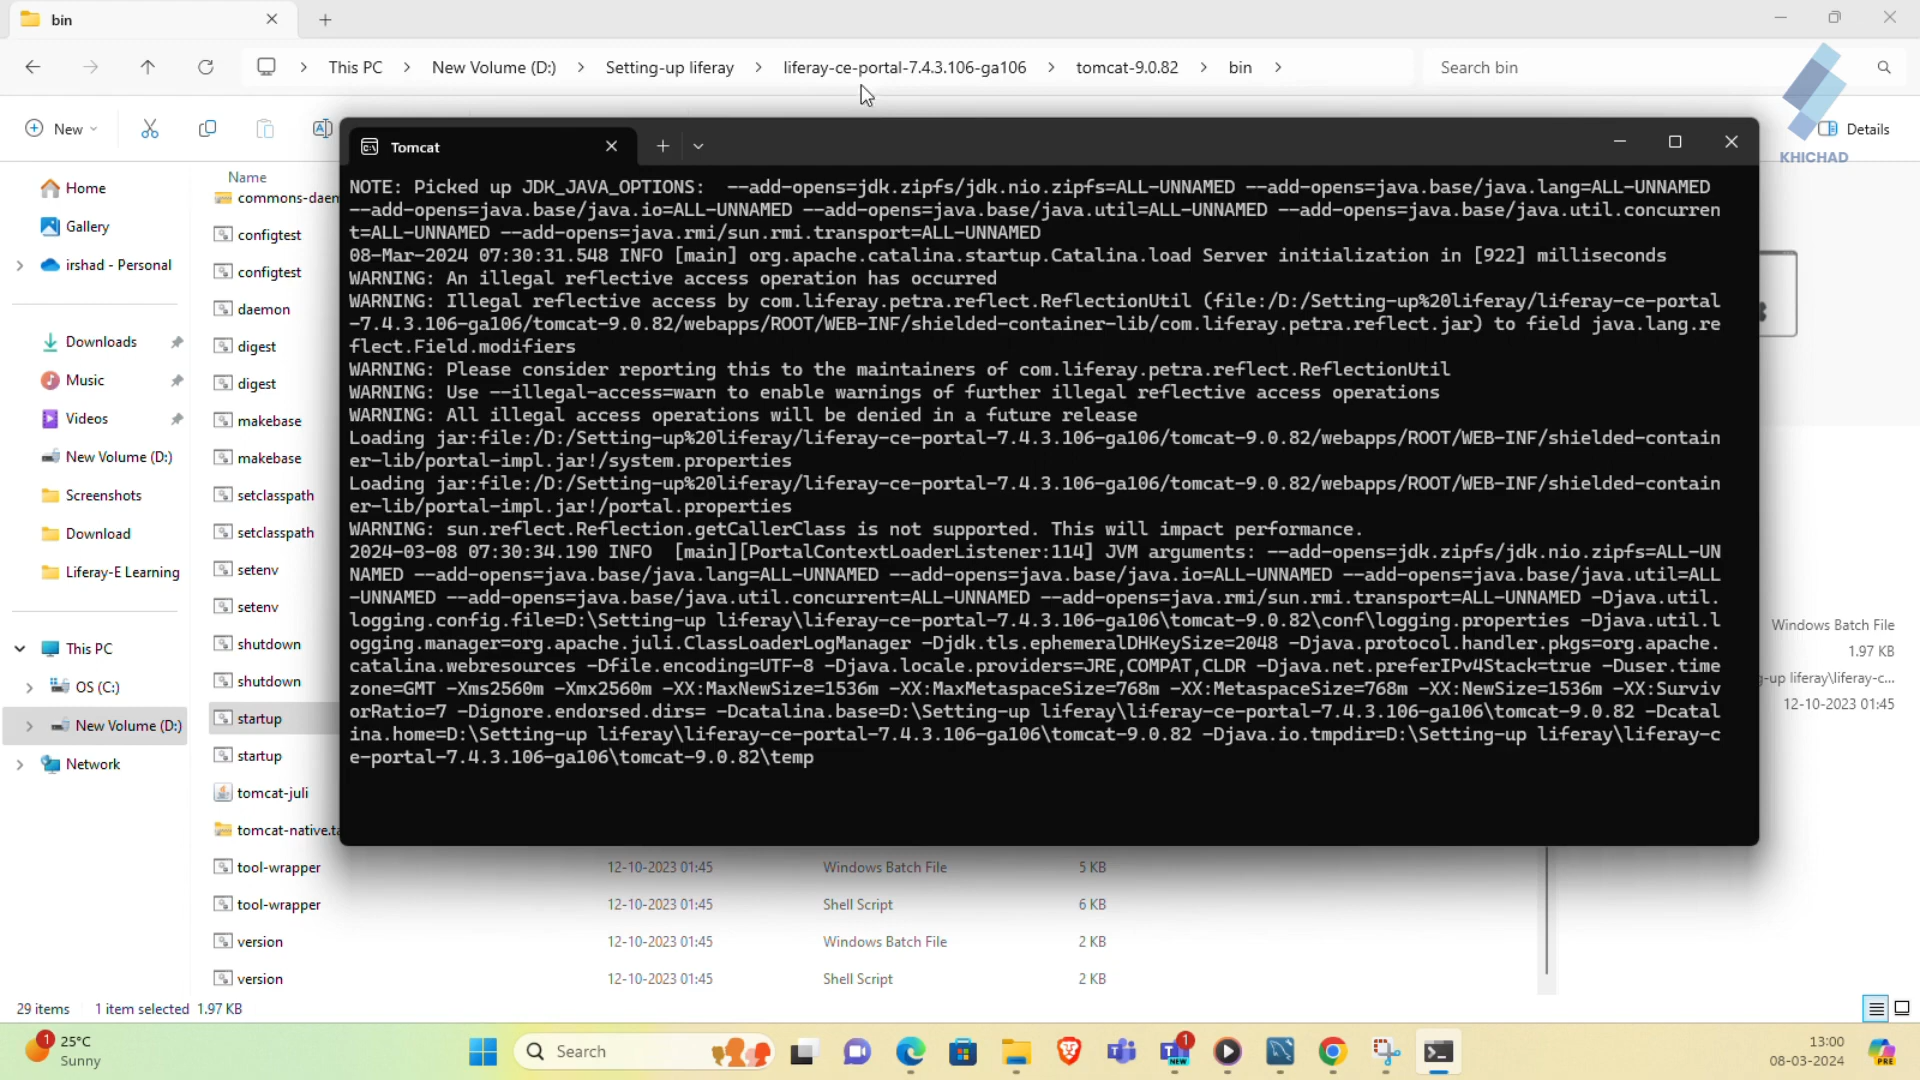 bin
This PC > New Volume (D:) > Setting-up liferay > liferay-ce-portal-7.4.3.106-ga106 > tomcat-9.0.82 > bin >
Search bin
New
Details
KHICHAD
Home
Gallery
irshad - Personal
Downloads
Music
Videos
New Volume (D:)
Screenshots
Download
Liferay-E Learning
This PC
OS (C:)
New Volume (D:)
Network
Name
commons-daen
configtest
configtest
daemon
digest
digest
makebase
makebase
setclasspath
setclasspath
setenv
setenv
shutdown
shutdown
startup
startup
tomcat-juli
tomcat-native.ta
tool-wrapper 12-10-2023 01:45 Windows Batch File 5 KB
tool-wrapper 12-10-2023 01:45 Shell Script 6 KB
version 12-10-2023 01:45 Windows Batch File 2 KB
version 12-10-2023 01:45 Shell Script 2 KB
Tomcat
NOTE: Picked up JDK_JAVA_OPTIONS:  --add-opens=jdk.zipfs/jdk.nio.zipfs=ALL-UNNAMED --add-opens=java.base/java.lang=ALL-UNNAMED
--add-opens=java.base/java.io=ALL-UNNAMED --add-opens=java.base/java.util=ALL-UNNAMED --add-opens=java.base/java.util.concurren
t=ALL-UNNAMED --add-opens=java.rmi/sun.rmi.transport=ALL-UNNAMED
08-Mar-2024 07:30:31.548 INFO [main] org.apache.catalina.startup.Catalina.load Server initialization in [922] milliseconds
WARNING: An illegal reflective access operation has occurred
WARNING: Illegal reflective access by com.liferay.petra.reflect.ReflectionUtil (file:/D:/Setting-up%20liferay/liferay-ce-portal
-7.4.3.106-ga106/tomcat-9.0.82/webapps/ROOT/WEB-INF/shielded-container-lib/com.liferay.petra.reflect.jar) to field java.lang.re
flect.Field.modifiers
WARNING: Please consider reporting this to the maintainers of com.liferay.petra.reflect.ReflectionUtil
WARNING: Use --illegal-access=warn to enable warnings of further illegal reflective access operations
WARNING: All illegal access operations will be denied in a future release
Loading jar:file:/D:/Setting-up%20liferay/liferay-ce-portal-7.4.3.106-ga106/tomcat-9.0.82/webapps/ROOT/WEB-INF/shielded-contain
er-lib/portal-impl.jar!/system.properties
Loading jar:file:/D:/Setting-up%20liferay/liferay-ce-portal-7.4.3.106-ga106/tomcat-9.0.82/webapps/ROOT/WEB-INF/shielded-contain
er-lib/portal-impl.jar!/portal.properties
WARNING: sun.reflect.Reflection.getCallerClass is not supported. This will impact performance.
2024-03-08 07:30:34.190 INFO  [main][PortalContextLoaderListener:114] JVM arguments: --add-opens=jdk.zipfs/jdk.nio.zipfs=ALL-UN
NAMED --add-opens=java.base/java.lang=ALL-UNNAMED --add-opens=java.base/java.io=ALL-UNNAMED --add-opens=java.base/java.util=ALL
-UNNAMED --add-opens=java.base/java.util.concurrent=ALL-UNNAMED --add-opens=java.rmi/sun.rmi.transport=ALL-UNNAMED -Djava.util.
logging.config.file=D:\Setting-up liferay\liferay-ce-portal-7.4.3.106-ga106\tomcat-9.0.82\conf\logging.properties -Djava.util.l
ogging.manager=org.apache.juli.ClassLoaderLogManager -Djdk.tls.ephemeralDHKeySize=2048 -Djava.protocol.handler.pkgs=org.apache.
catalina.webresources -Dfile.encoding=UTF-8 -Djava.locale.providers=JRE,COMPAT,CLDR -Djava.net.preferIPv4Stack=true -Duser.time
zone=GMT -Xms2560m -Xmx2560m -XX:MaxNewSize=1536m -XX:MaxMetaspaceSize=768m -XX:MetaspaceSize=768m -XX:NewSize=1536m -XX:Surviv
orRatio=7 -Dignore.endorsed.dirs= -Dcatalina.base=D:\Setting-up liferay\liferay-ce-portal-7.4.3.106-ga106\tomcat-9.0.82 -Dcatal
ina.home=D:\Setting-up liferay\liferay-ce-portal-7.4.3.106-ga106\tomcat-9.0.82 -Djava.io.tmpdir=D:\Setting-up liferay\liferay-c
e-portal-7.4.3.106-ga106\tomcat-9.0.82\temp
Windows Batch File
1.97 KB
-up liferay\liferay-c...
12-10-2023 01:45
29 items 1 item selected 1.97 KB
1
25°C
Sunny
Search
1
NEW
13:00
08-03-2024
PRE